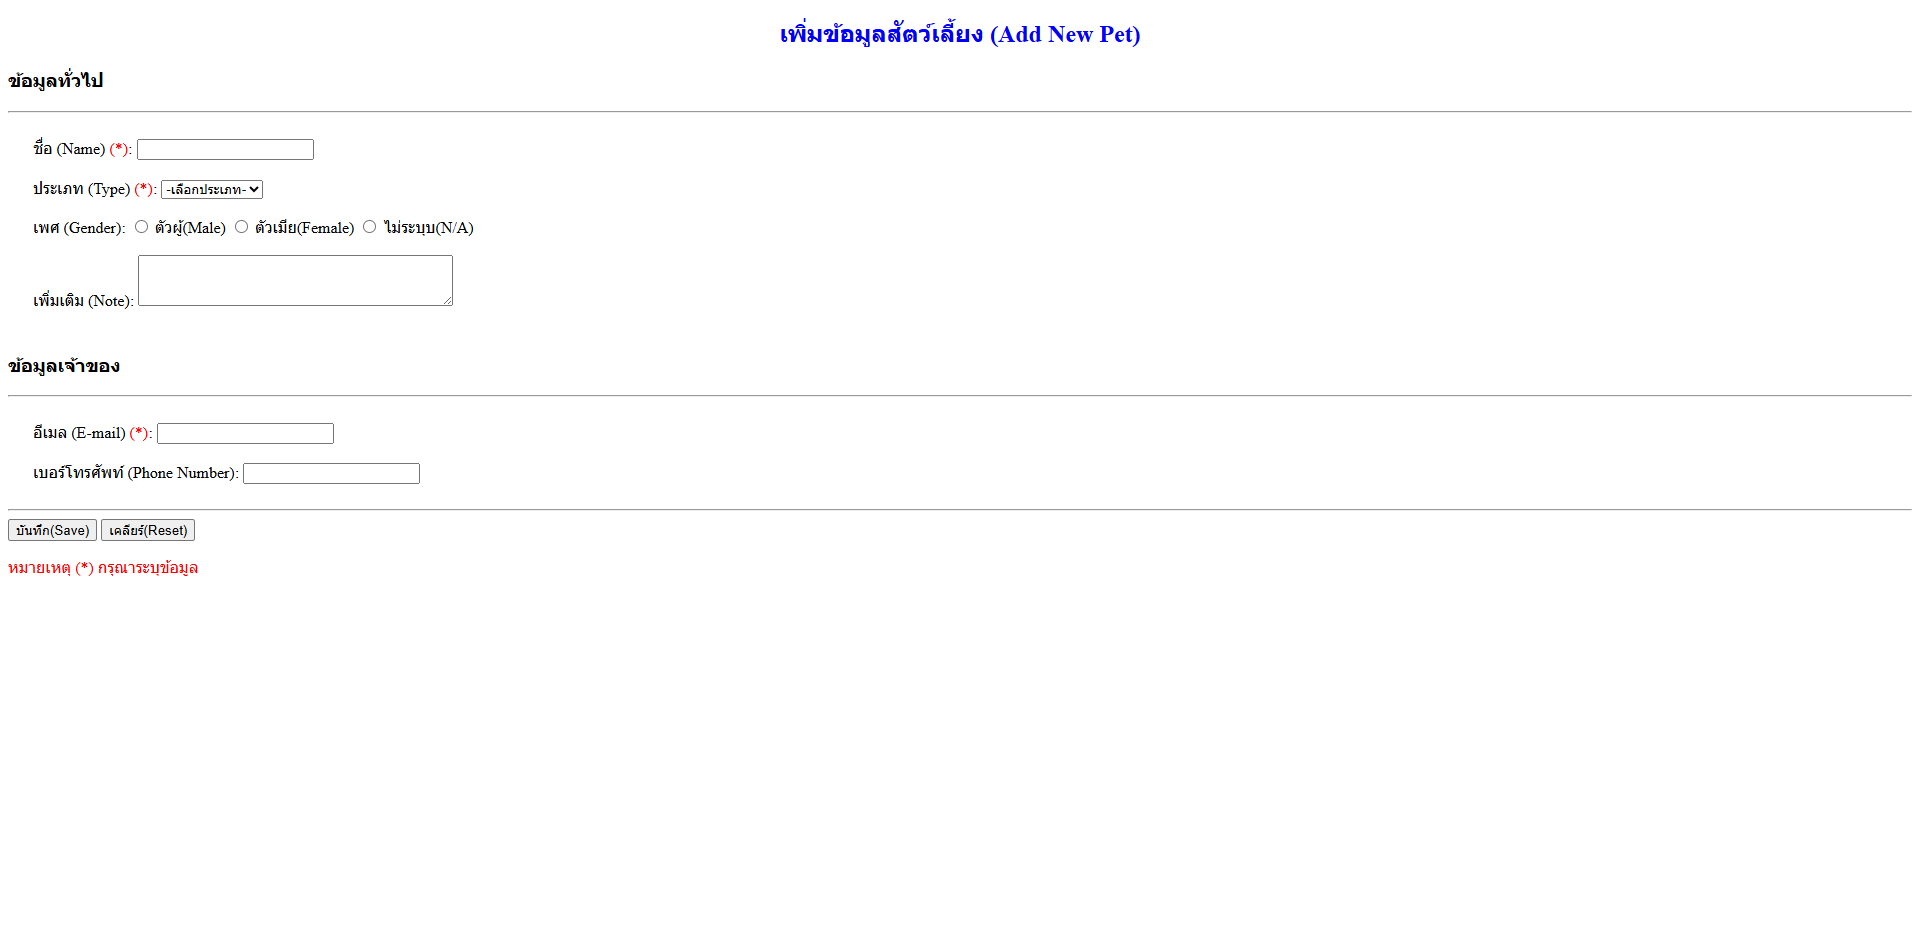 เพิ่มข้อมูลสัตว์เลี้ยง (Add New Pet)
ข้อมูลทั่วไป
ชื่อ (Name) (*):
ประเภท (Type) (*): -เลือกประเภท-
เพศ (Gender): ตัวผู้(Male) ตัวเมีย(Female) ไม่ระบุบ(N/A)
เพิ่มเติม (Note):
ข้อมูลเจ้าของ
อีเมล (E-mail) (*):
เบอร์โทรศัพท์ (Phone Number):
บันทึก(Save) เคลียร์(Reset)
หมายเหตุ (*) กรุณาระบุข้อมูล